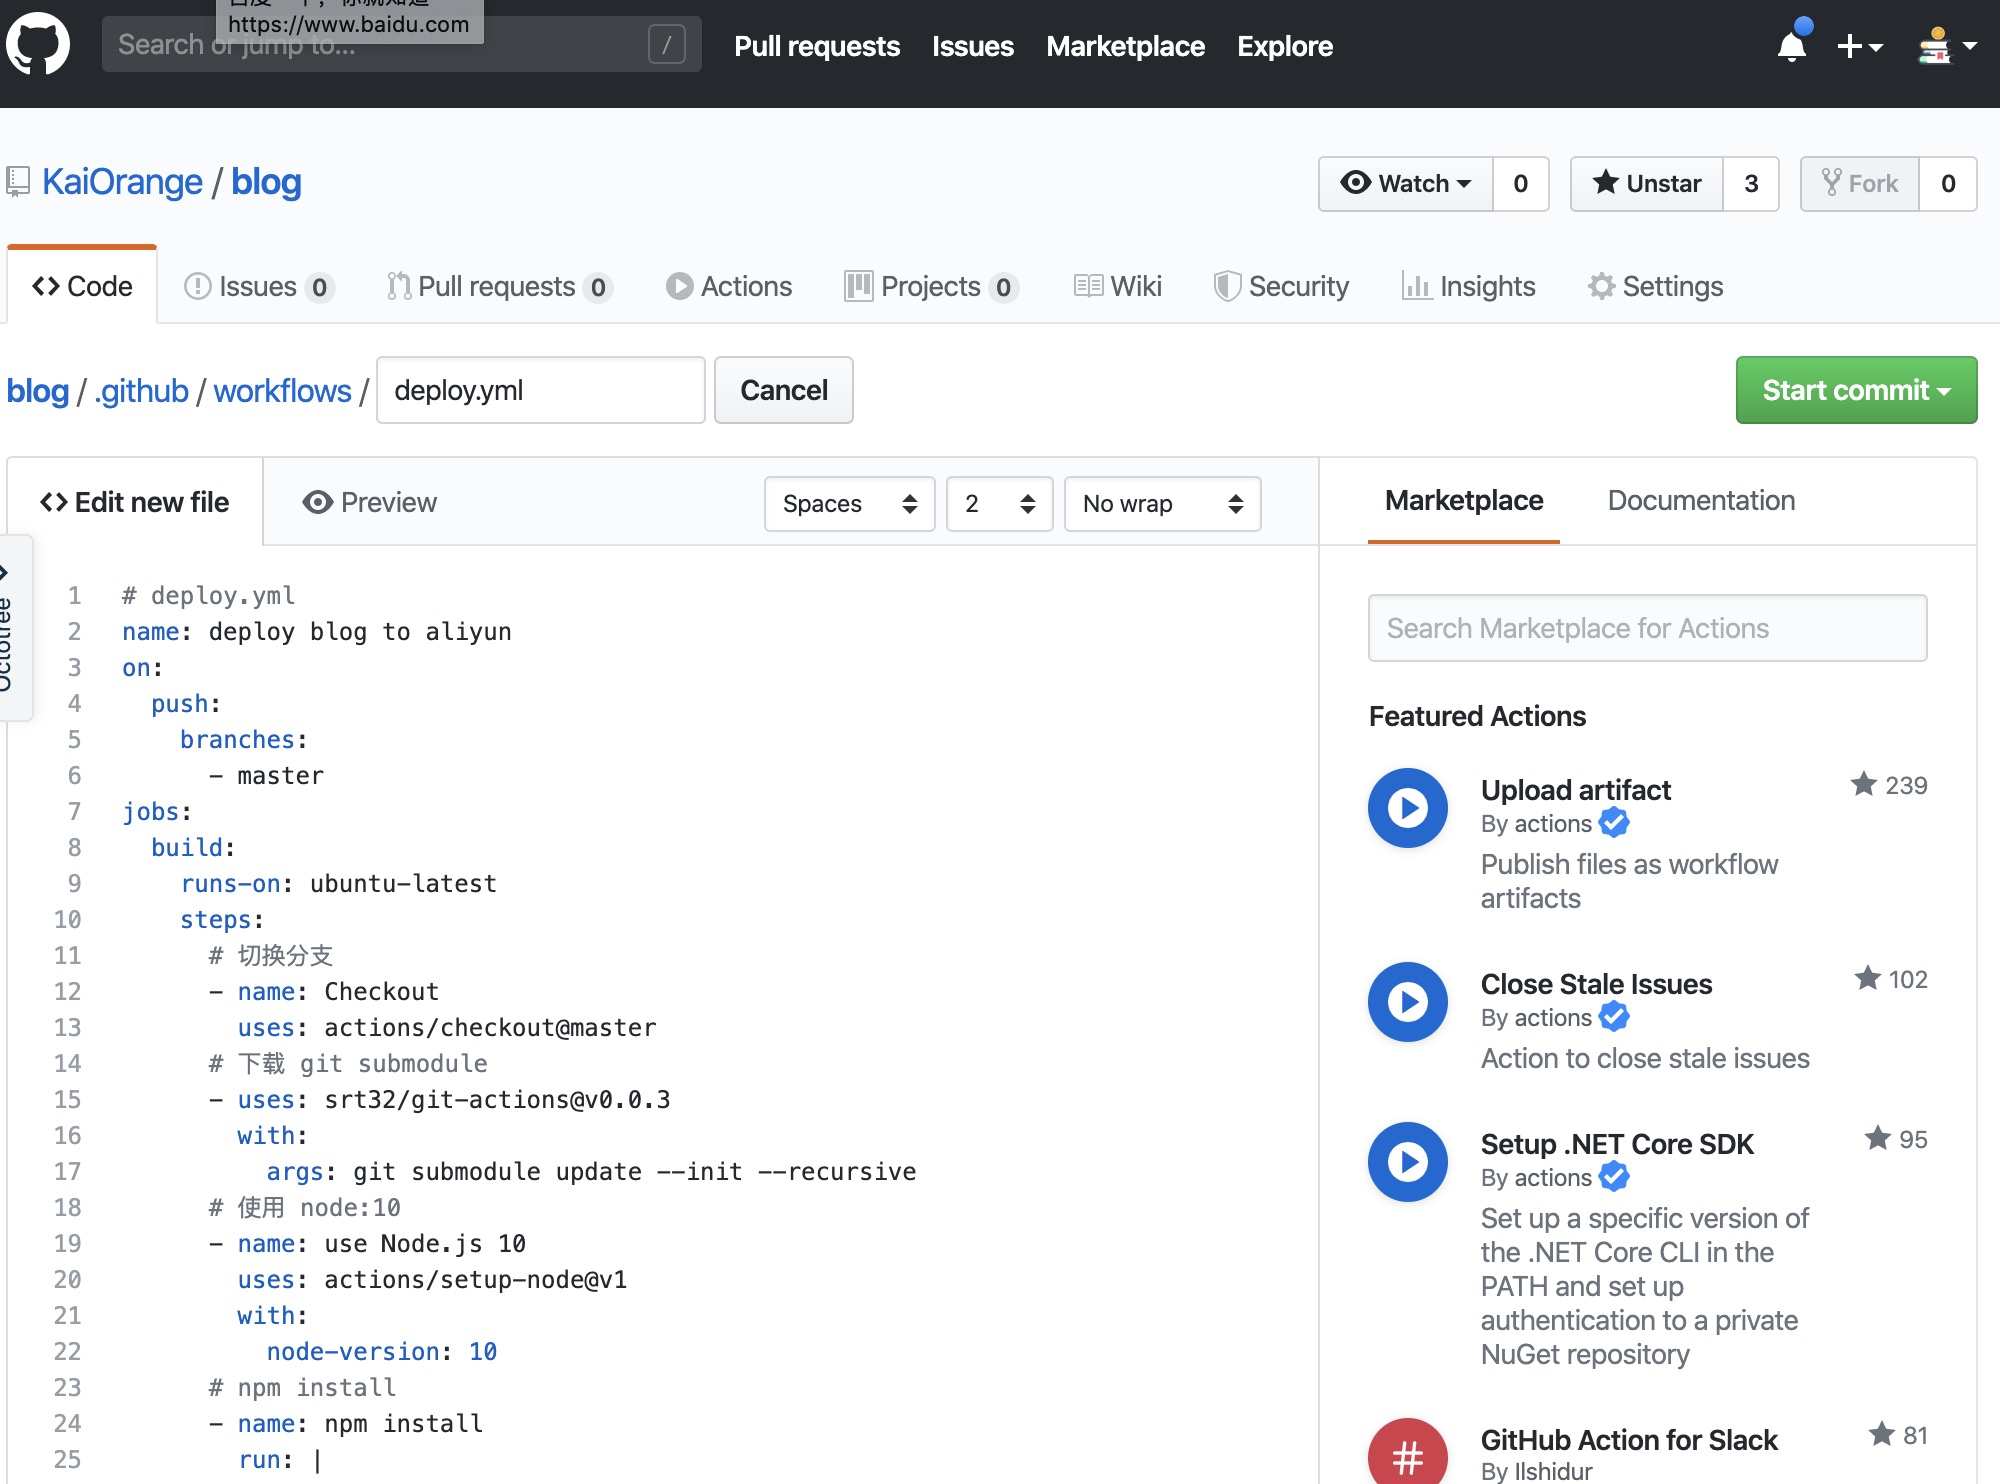 https://www.baidu.com
Search or jump to...
/
Pull requests
Issues
Marketplace
Explore
KaiOrange / blog
Watch
0
Unstar
3
Fork
0
Code
Issues 0
Pull requests 0
Actions
Projects 0
Wiki
Security
Insights
Settings
blog / .github / workflows / deploy.yml
Cancel
Start commit
Edit new file
Preview
Spaces
2
No wrap
Marketplace
Documentation
Octotree
1 # deploy.yml
2 name: deploy blog to aliyun
3 on:
4 push:
5 branches:
6 - master
7 jobs:
8 build:
9 runs-on: ubuntu-latest
10 steps:
11 # 切换分支
12 - name: Checkout
13 uses: actions/checkout@master
14 # 下载 git submodule
15 - uses: srt32/git-actions@v0.0.3
16 with:
17 args: git submodule update --init --recursive
18 # 使用 node:10
19 - name: use Node.js 10
20 uses: actions/setup-node@v1
21 with:
22 node-version: 10
23 # npm install
24 - name: npm install
25 run: |
Search Marketplace for Actions
Featured Actions
Upload artifact
239
By actions
Publish files as workflow
artifacts
Close Stale Issues
102
By actions
Action to close stale issues
Setup .NET Core SDK
95
By actions
Set up a specific version of
the .NET Core CLI in the
PATH and set up
authentication to a private
NuGet repository
#
GitHub Action for Slack
81
By Ilshidur